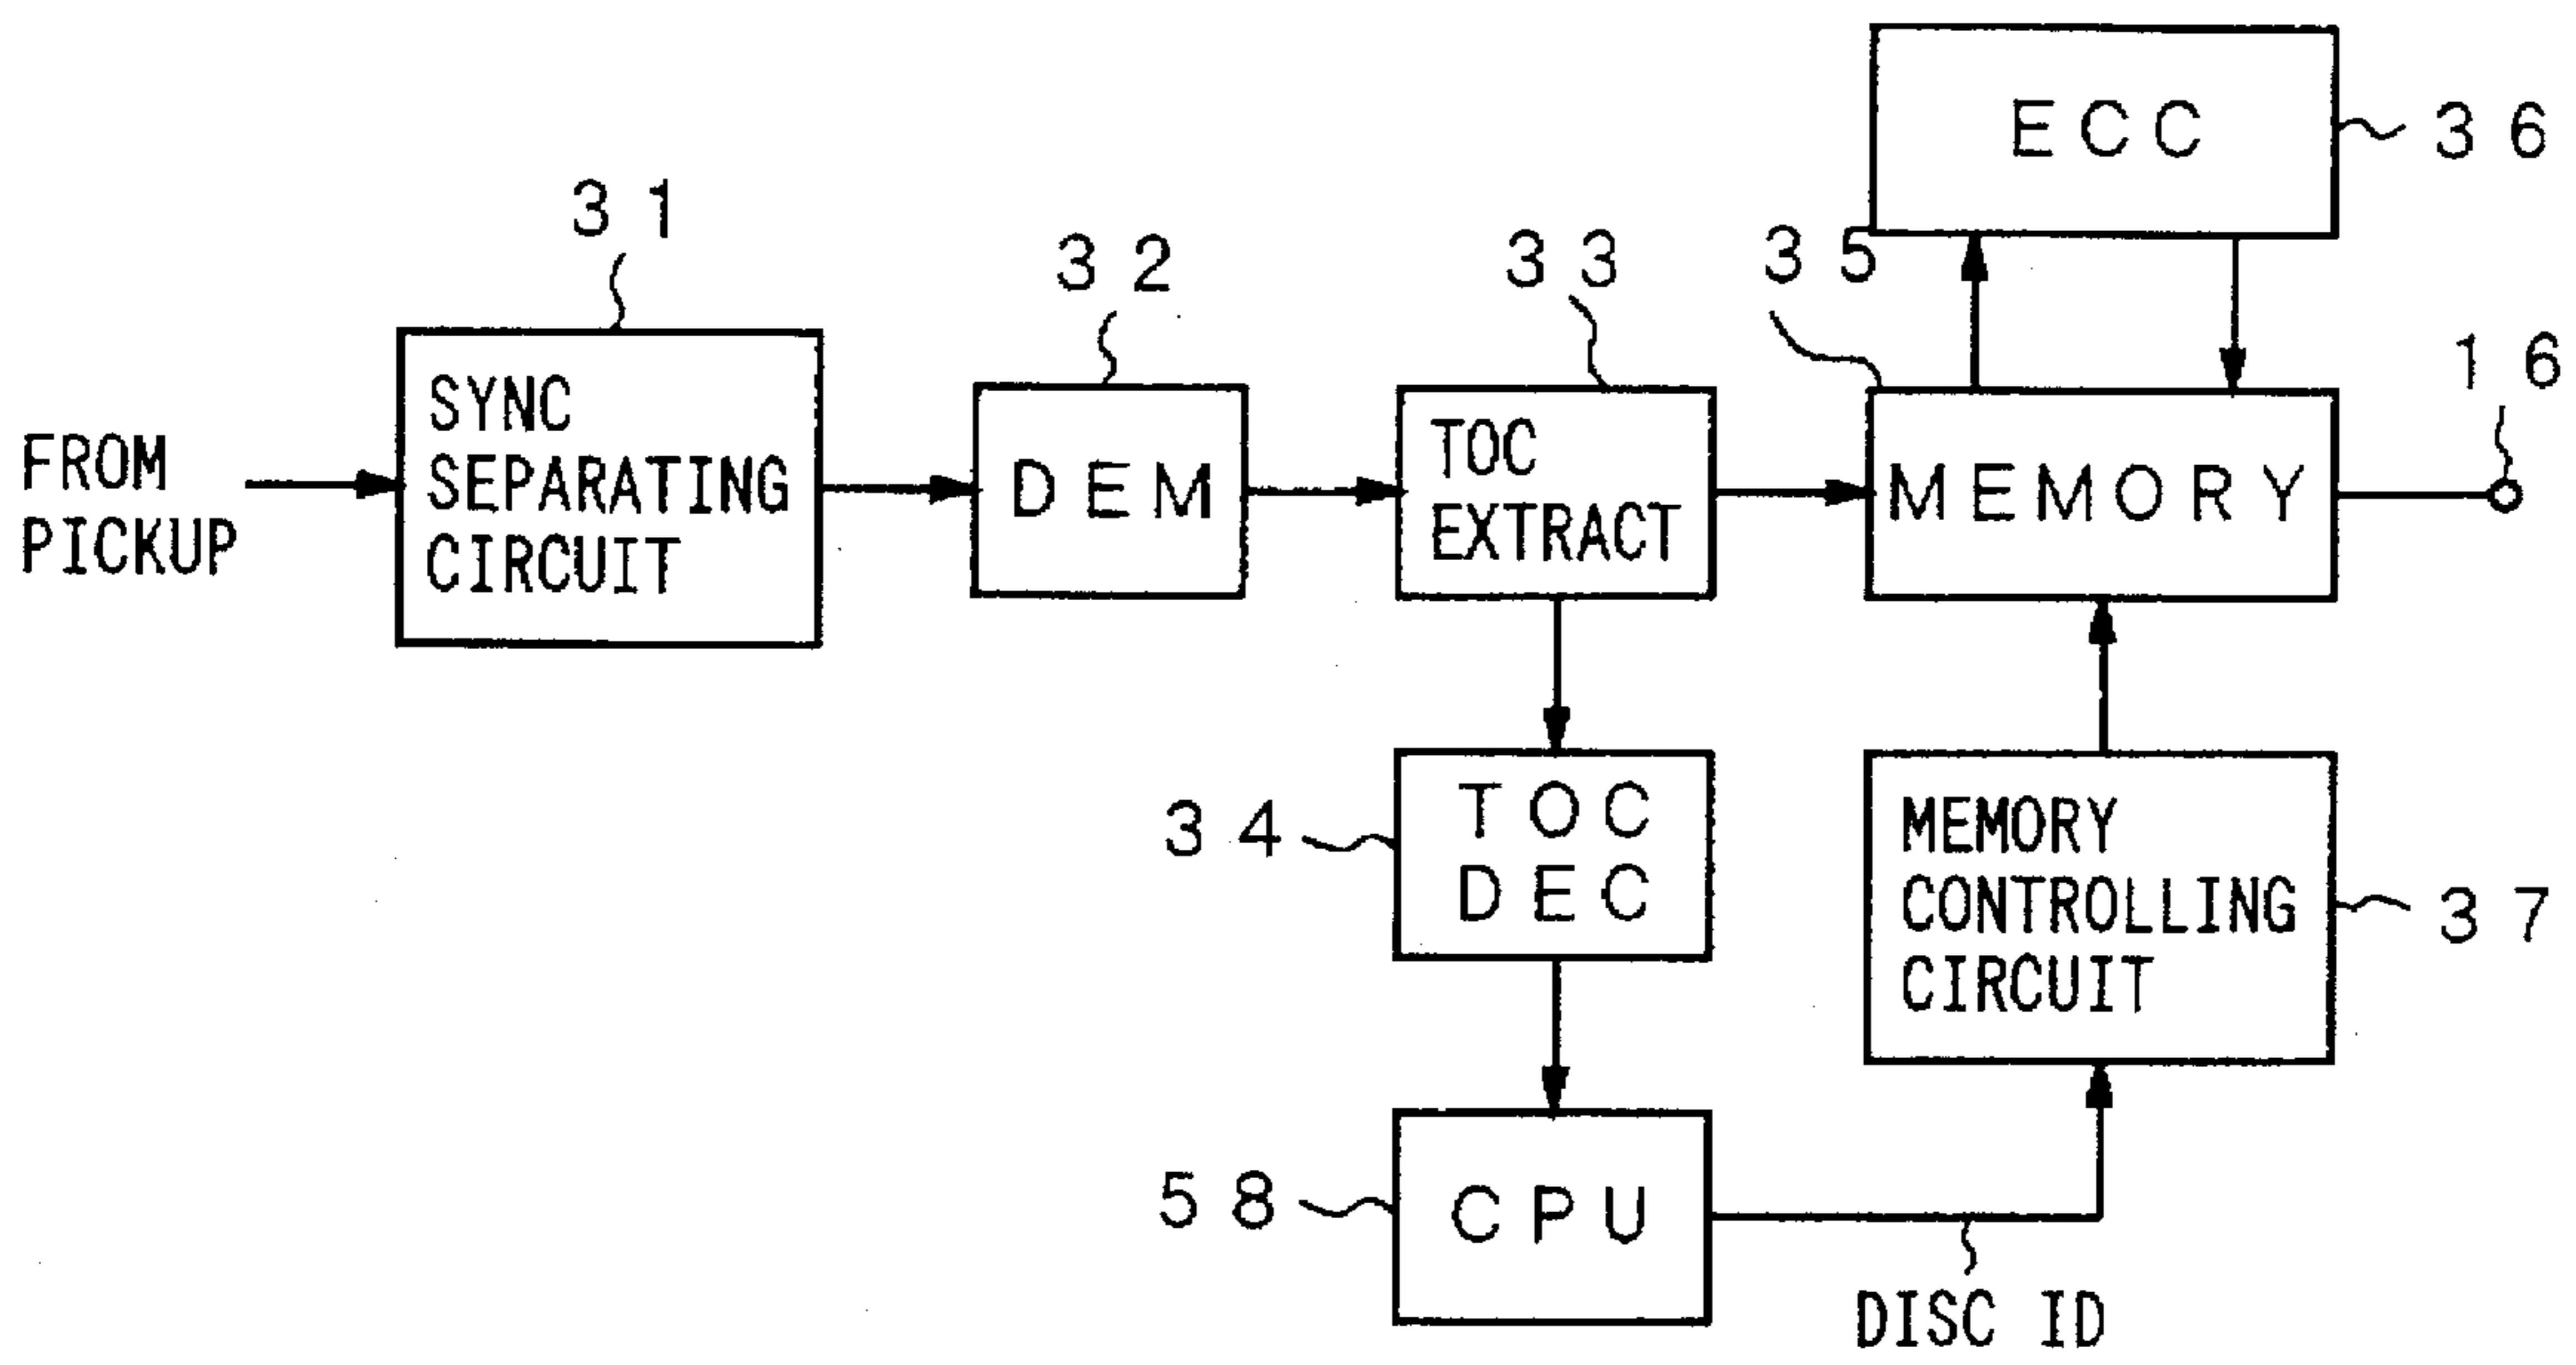 ECC
36
31
32
33
35
16
FROM
PICKUP
SYNC
SEPARATING
CIRCUIT
DEM
TOC
EXTRACT
MEMORY
34
TOC
DEC
MEMORY
CONTROLLING
CIRCUIT
37
58
CPU
DISC ID